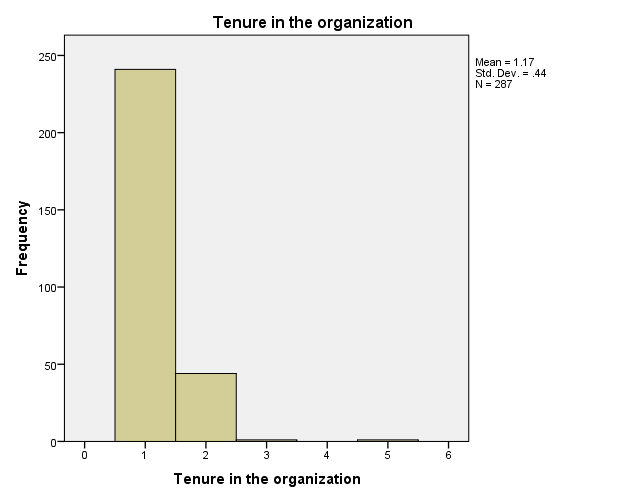 Tenure in the organization
Mean = 1.17
Std. Dev. = .44
N = 287
250
200
150
100
50
0
Frequency
0 1 2 3 4 5 6
Tenure in the organization